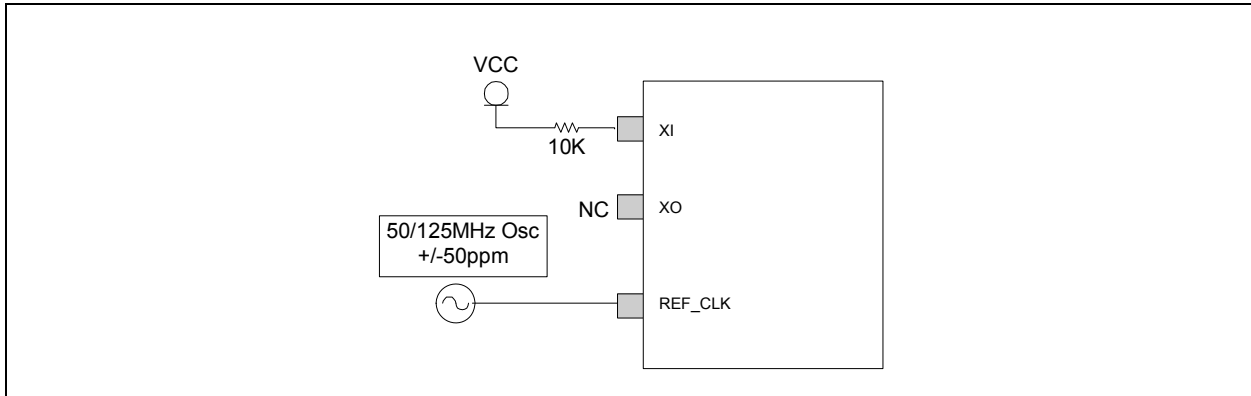 VCC
XI
10K
NC
XO
50/125MHz Osc
+/-50ppm
REF_CLK